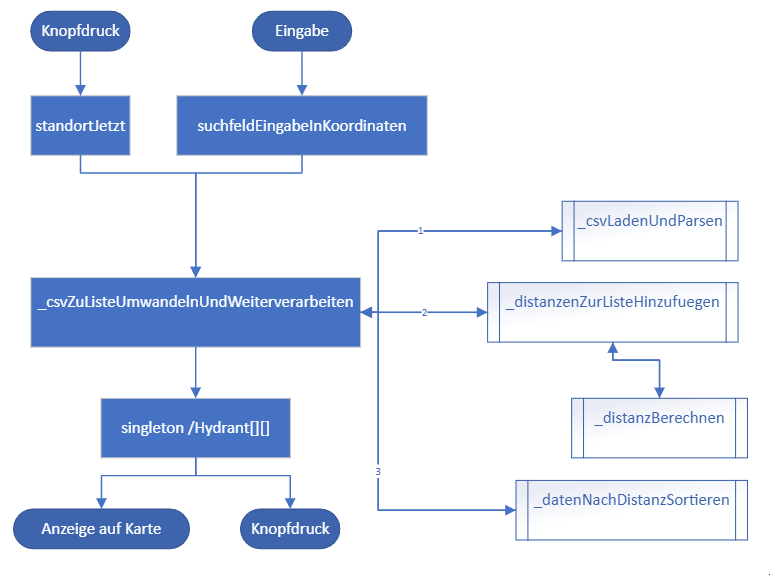 Knopfdruck
Eingabe
standortJetzt
suchfeldEingabeInKoordinaten
_csvLadenUndParsen
1
_csvZuListeUmwandelnUndWeiterverarbeiten
_distanzenZurListeHinzufuegen
2
singleton /Hydrant[][]
_distanzBerechnen
3
_datenNachDistanzSortieren
Anzeige auf Karte
Knopfdruck